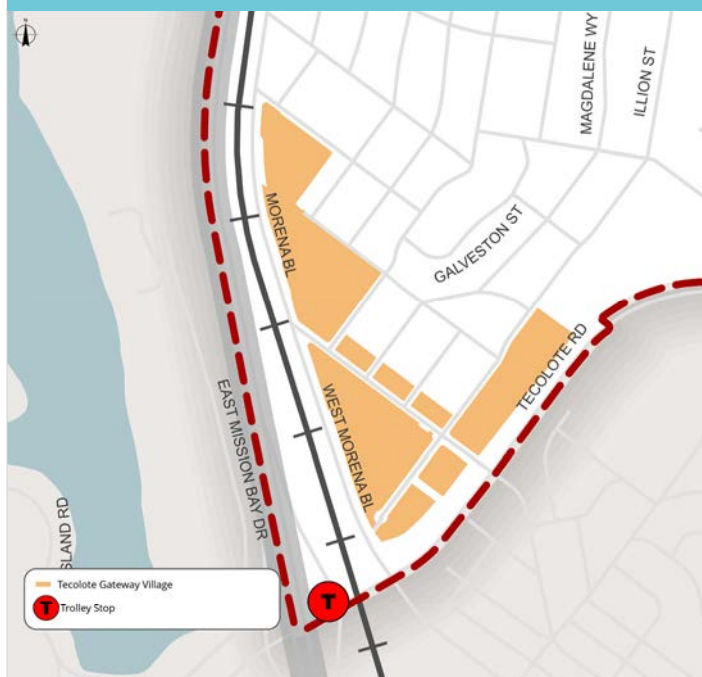 N
MAGDALENE WY
ILLION ST
MORENA BL
GALVESTON ST
TECOLOTE RD
WEST MORENA BL
EAST MISSION BAY DR
SLAND RD
Tecolote Gateway Village
T
Trolley Stop
T